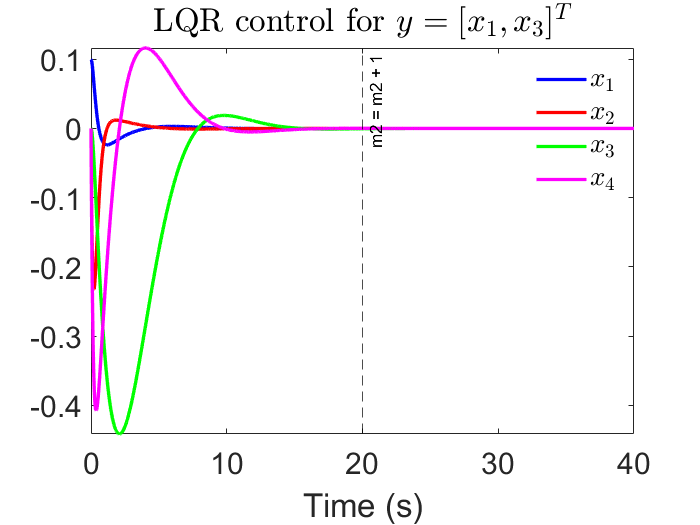 LQR control for y = [x₁, x₃]ᵀ
0.1
0
-0.1
-0.2
-0.3
-0.4
m2 = m2 + 1
x₁
x₂
x₃
x₄
0 10 20 30 40
Time (s)